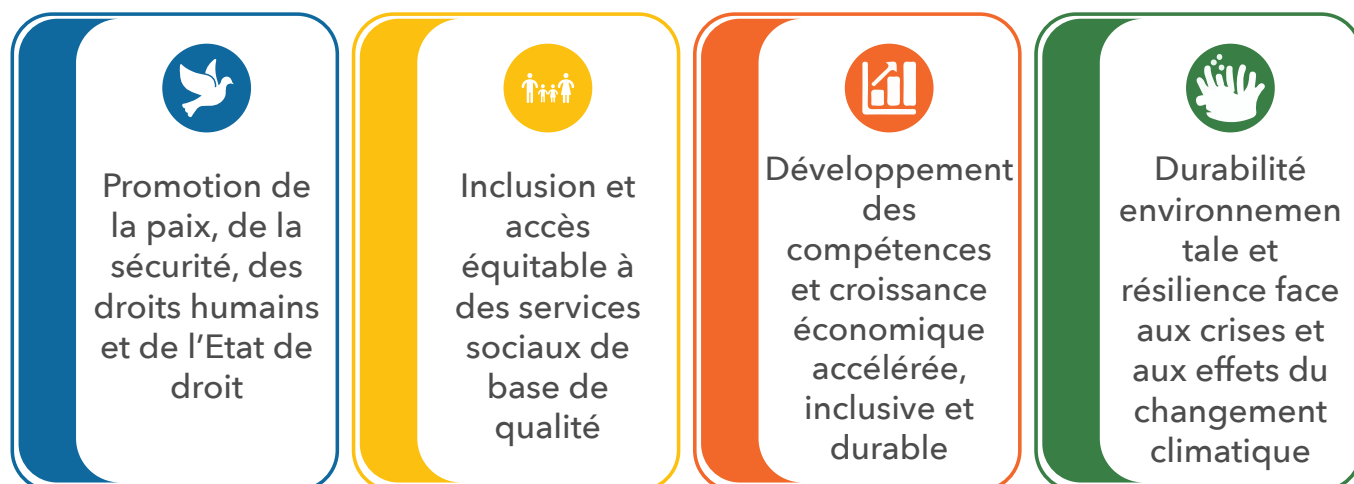 Promotion de
la paix, de la
sécurité, des
droits humains
et de l'Etat de
droit
Inclusion et
accès
équitable à
des services
sociaux de
base de
qualité
Développement
des
compétences
et croissance
économique
accélérée,
inclusive et
durable
Durabilité
environnemen
tale et
résilience face
aux crises et
aux effets du
changement
climatique